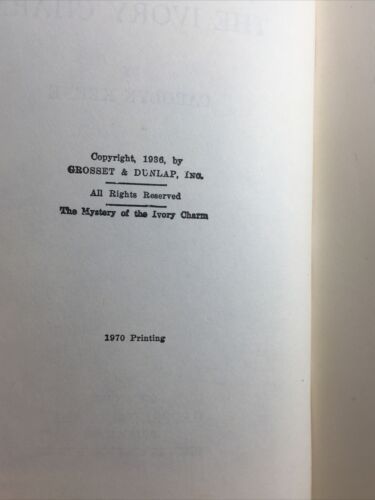 Copyright, 1936, by
GROSSET & DUNLAP, INC.
All Rights Reserved
The Mystery of the Ivory Charm
1970 Printing